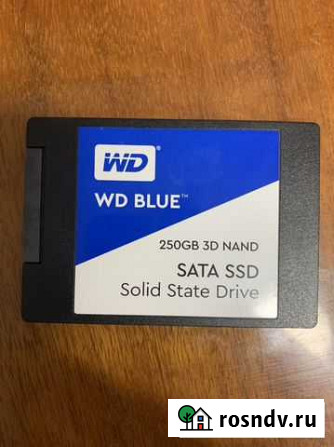 WD
WD BLUE™
250GB 3D NAND
SATA SSD
Solid State Drive
rosndv.ru